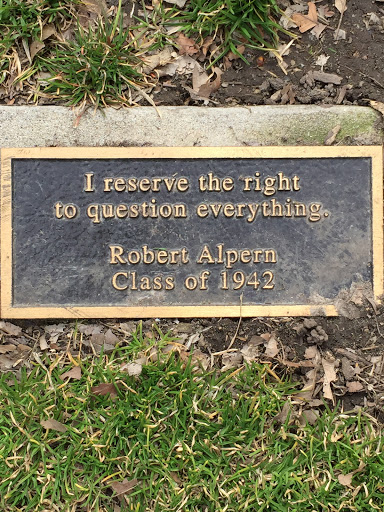 I reserve the right
to question everything.
Robert Alpern
Class of 1942